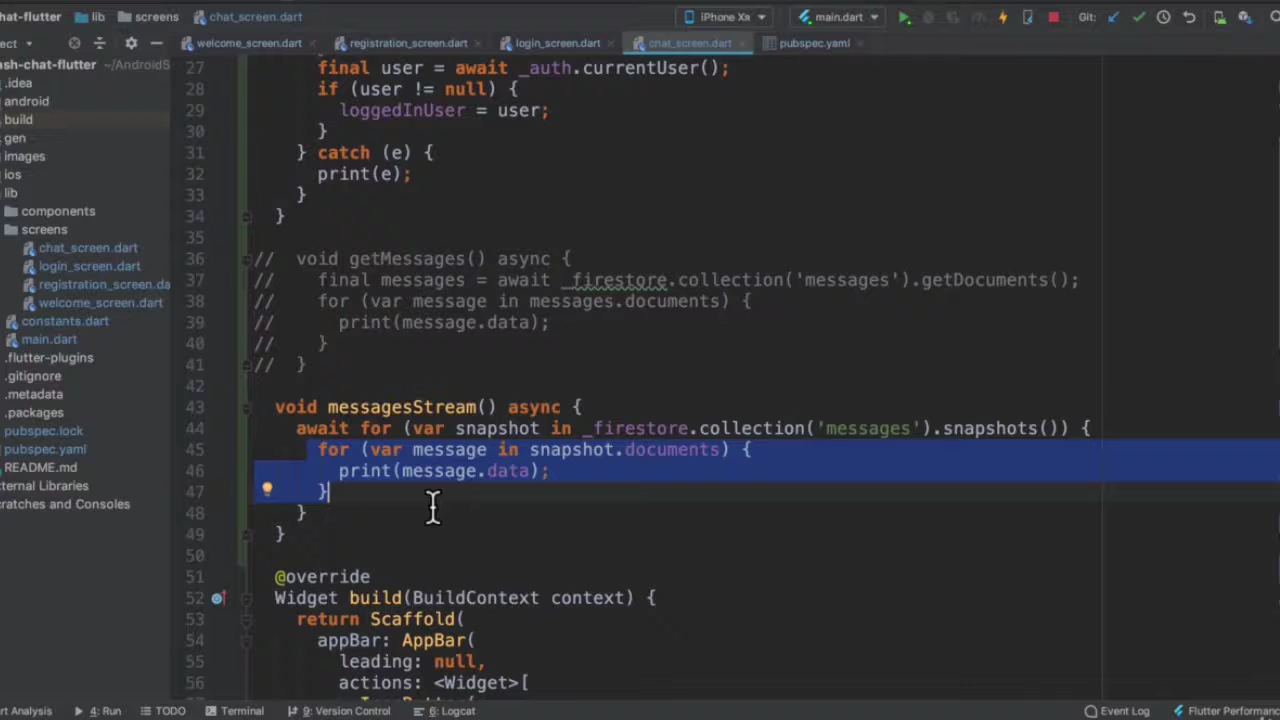 hat-flutter lib screens chat_screen.dart iPhone Xʀ main.dart Git:
ect welcome_screen.dart registration_screen.dart login_screen.dart chat_screen.dart pubspec.yaml
ash-chat-flutter ~/AndroidS
.idea
android
build
gen
images
ios
lib
components
screens
chat_screen.dart
login_screen.dart
registration_screen.da
welcome_screen.dart
constants.dart
main.dart
.flutter-plugins
.gitignore
.metadata
.packages
pubspec.lock
pubspec.yaml
README.md
xternal Libraries
cratches and Consoles
27 final user = await _auth.currentUser();
28 if (user != null) {
29 loggedInUser = user;
30 }
31 } catch (e) {
32 print(e);
33 }
34 }
35
36 // void getMessages() async {
37 // final messages = await _firestore.collection('messages').getDocuments();
38 // for (var message in messages.documents) {
39 // print(message.data);
40 // }
41 // }
42
43 void messagesStream() async {
44 await for (var snapshot in _firestore.collection('messages').snapshots()) {
45 for (var message in snapshot.documents) {
46 print(message.data);
47 }
48 }
49 }
50
51 @override
52 Widget build(BuildContext context) {
53 return Scaffold(
54 appBar: AppBar(
55 leading: null,
56 actions: <Widget>[
rt Analysis 4: Run TODO Terminal 9: Version Control 6: Logcat Event Log Flutter Performanc